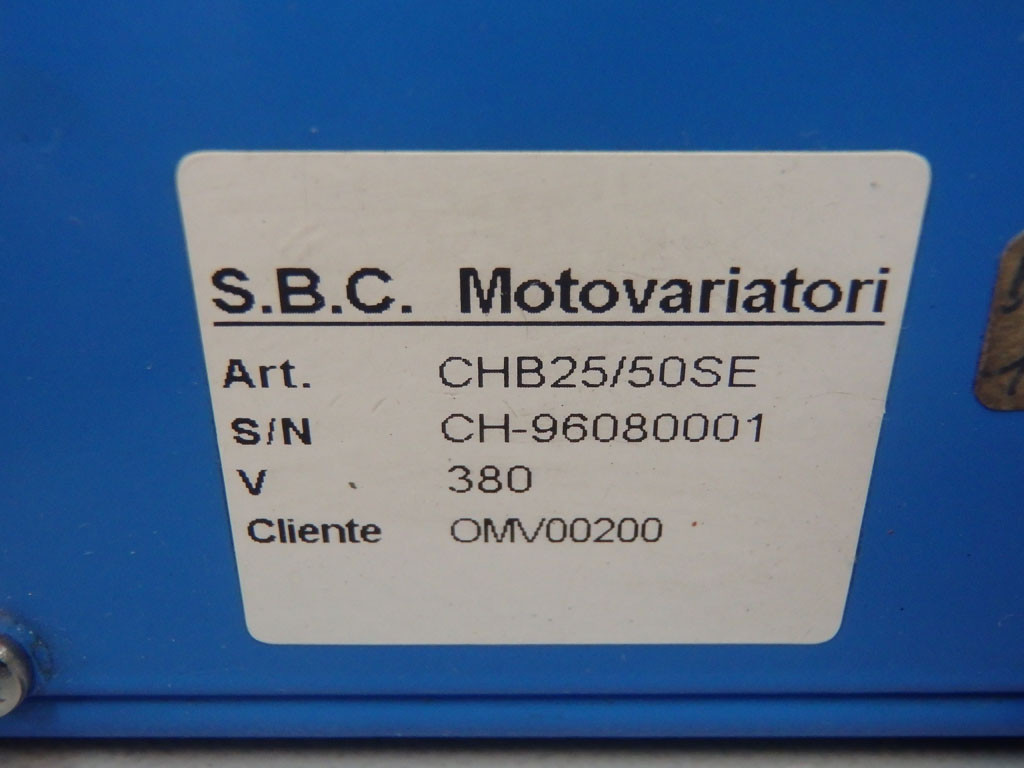 S.B.C. Motovariatori
Art. CHB25/50SE
S/N CH-96080001
V 380
Cliente OMV00200